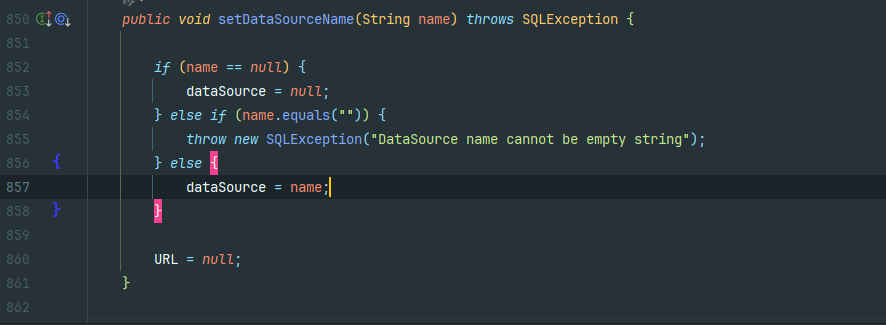 850 public void setDataSourceName(String name) throws SQLException {
851
852 if (name == null) {
853 dataSource = null;
854 } else if (name.equals("")) {
855 throw new SQLException("DataSource name cannot be empty string");
856 { } else {
857 dataSource = name;
858 } }
859
860 URL = null;
861 }
862